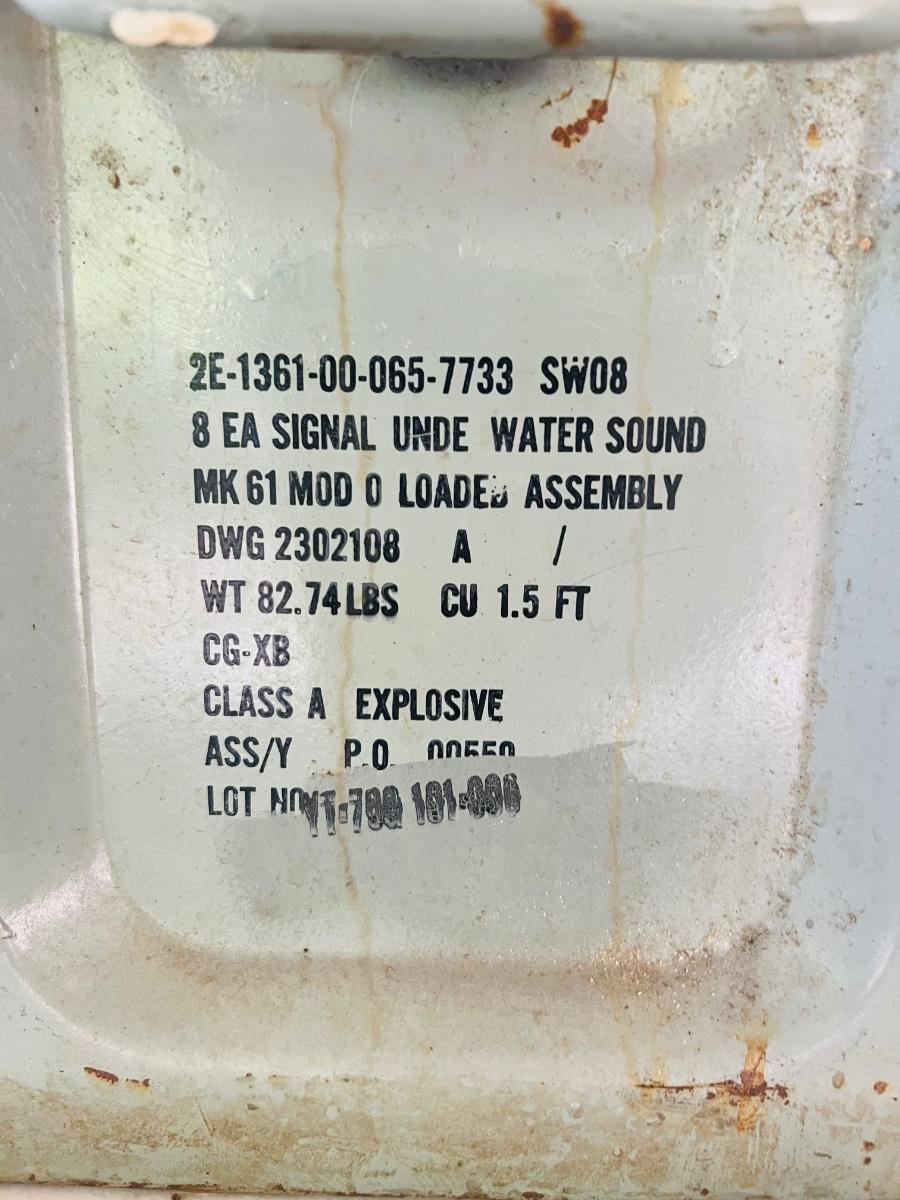 2E-1361-00-065-7733 SW08
8 EA SIGNAL UNDE WATER SOUND
MK 61 MOD 0 LOADED ASSEMBLY
DWG 2302108 A /
WT 82.74 LBS CU 1.5 FT
CG-XB
CLASS A EXPLOSIVE
ASS/Y P.O. 00550
LOT NO